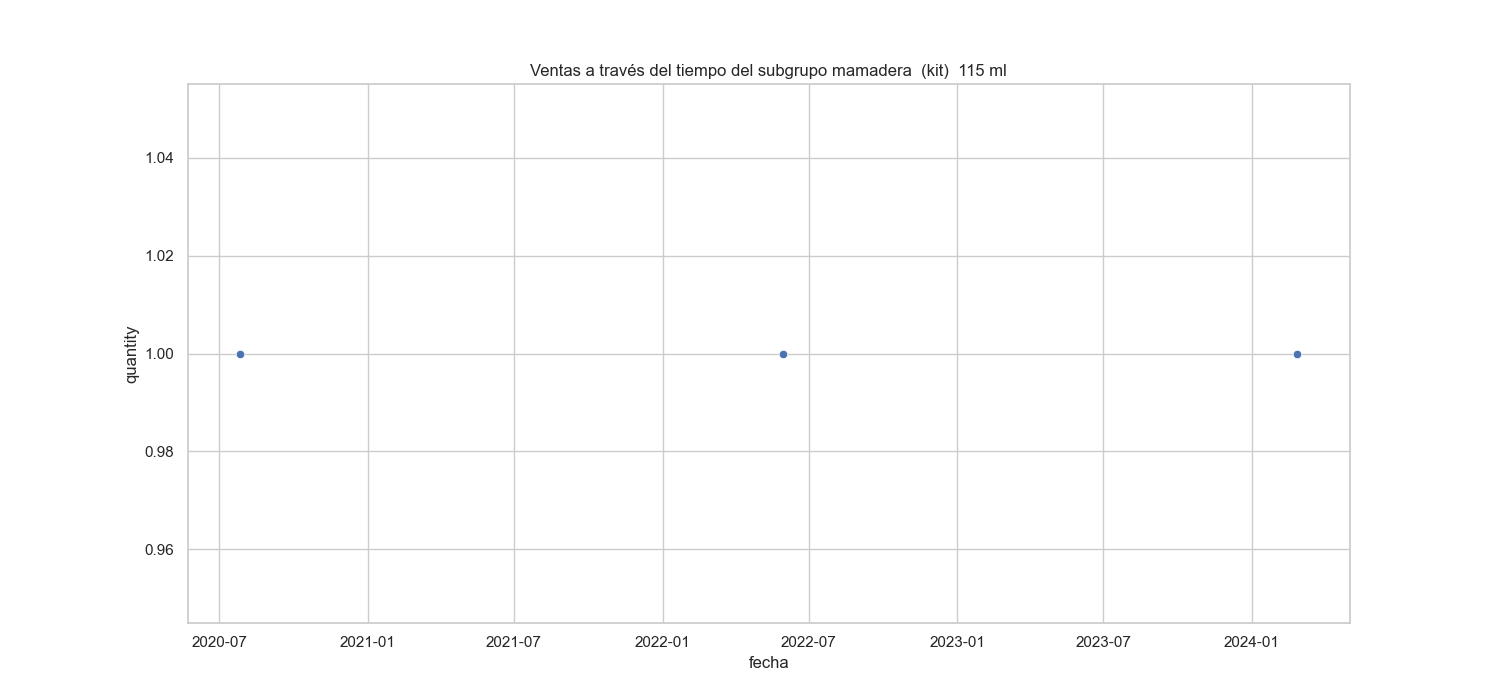 Ventas a través del tiempo del subgrupo mamadera  (kit)  115 ml
1.04
1.02
1.00
0.98
0.96
quantity
2020-07 2021-01 2021-07 2022-01 2022-07 2023-01 2023-07 2024-01
fecha